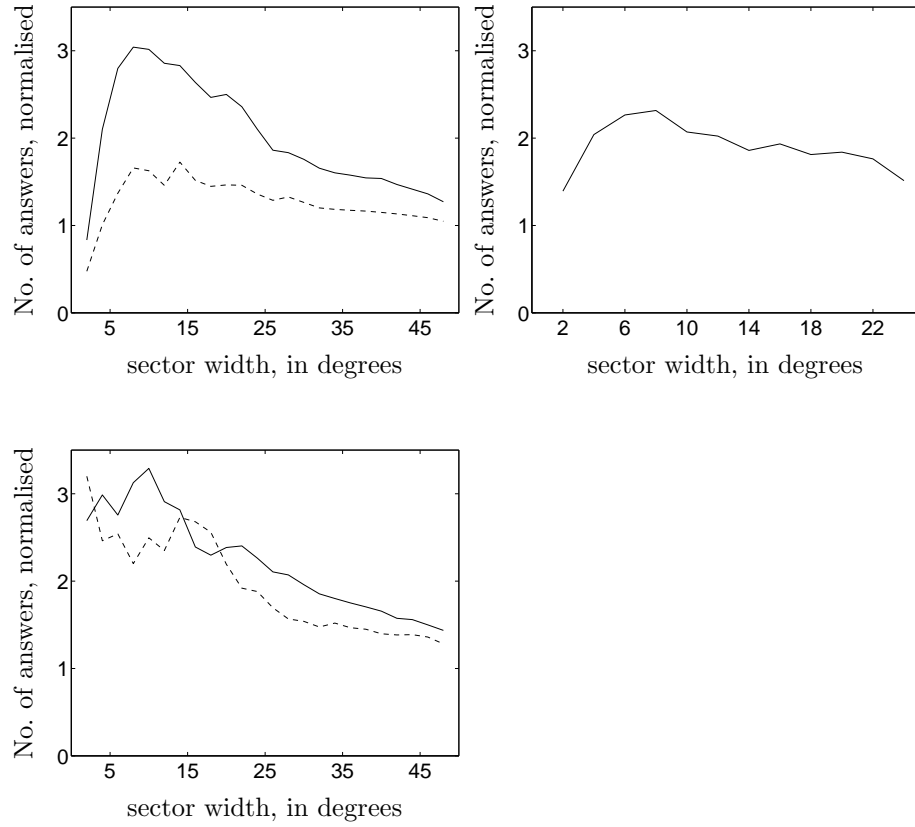 No. of answers, normalised
3
2
1
0
5 15 25 35 45
sector width, in degrees
No. of answers, normalised
3
2
1
0
2 6 10 14 18 22
sector width, in degrees
No. of answers, normalised
3
2
1
0
5 15 25 35 45
sector width, in degrees